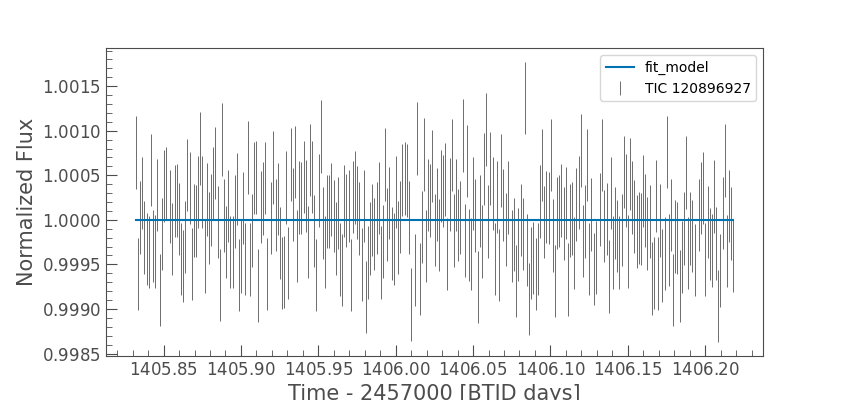 fit_model
TIC 120896927
1.0015
1.0010
1.0005
1.0000
0.9995
0.9990
0.9985
Normalized Flux
1405.85 1405.90 1405.95 1406.00 1406.05 1406.10 1406.15 1406.20
Time - 2457000 [BTJD days]